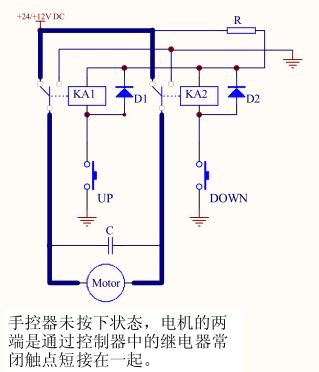 +24/+12V DC
R
KA1
D1
KA2
D2
UP
DOWN
C
Motor
手控器未按下状态，电机的两
端是通过控制器中的继电器常
闭触点短接在一起。